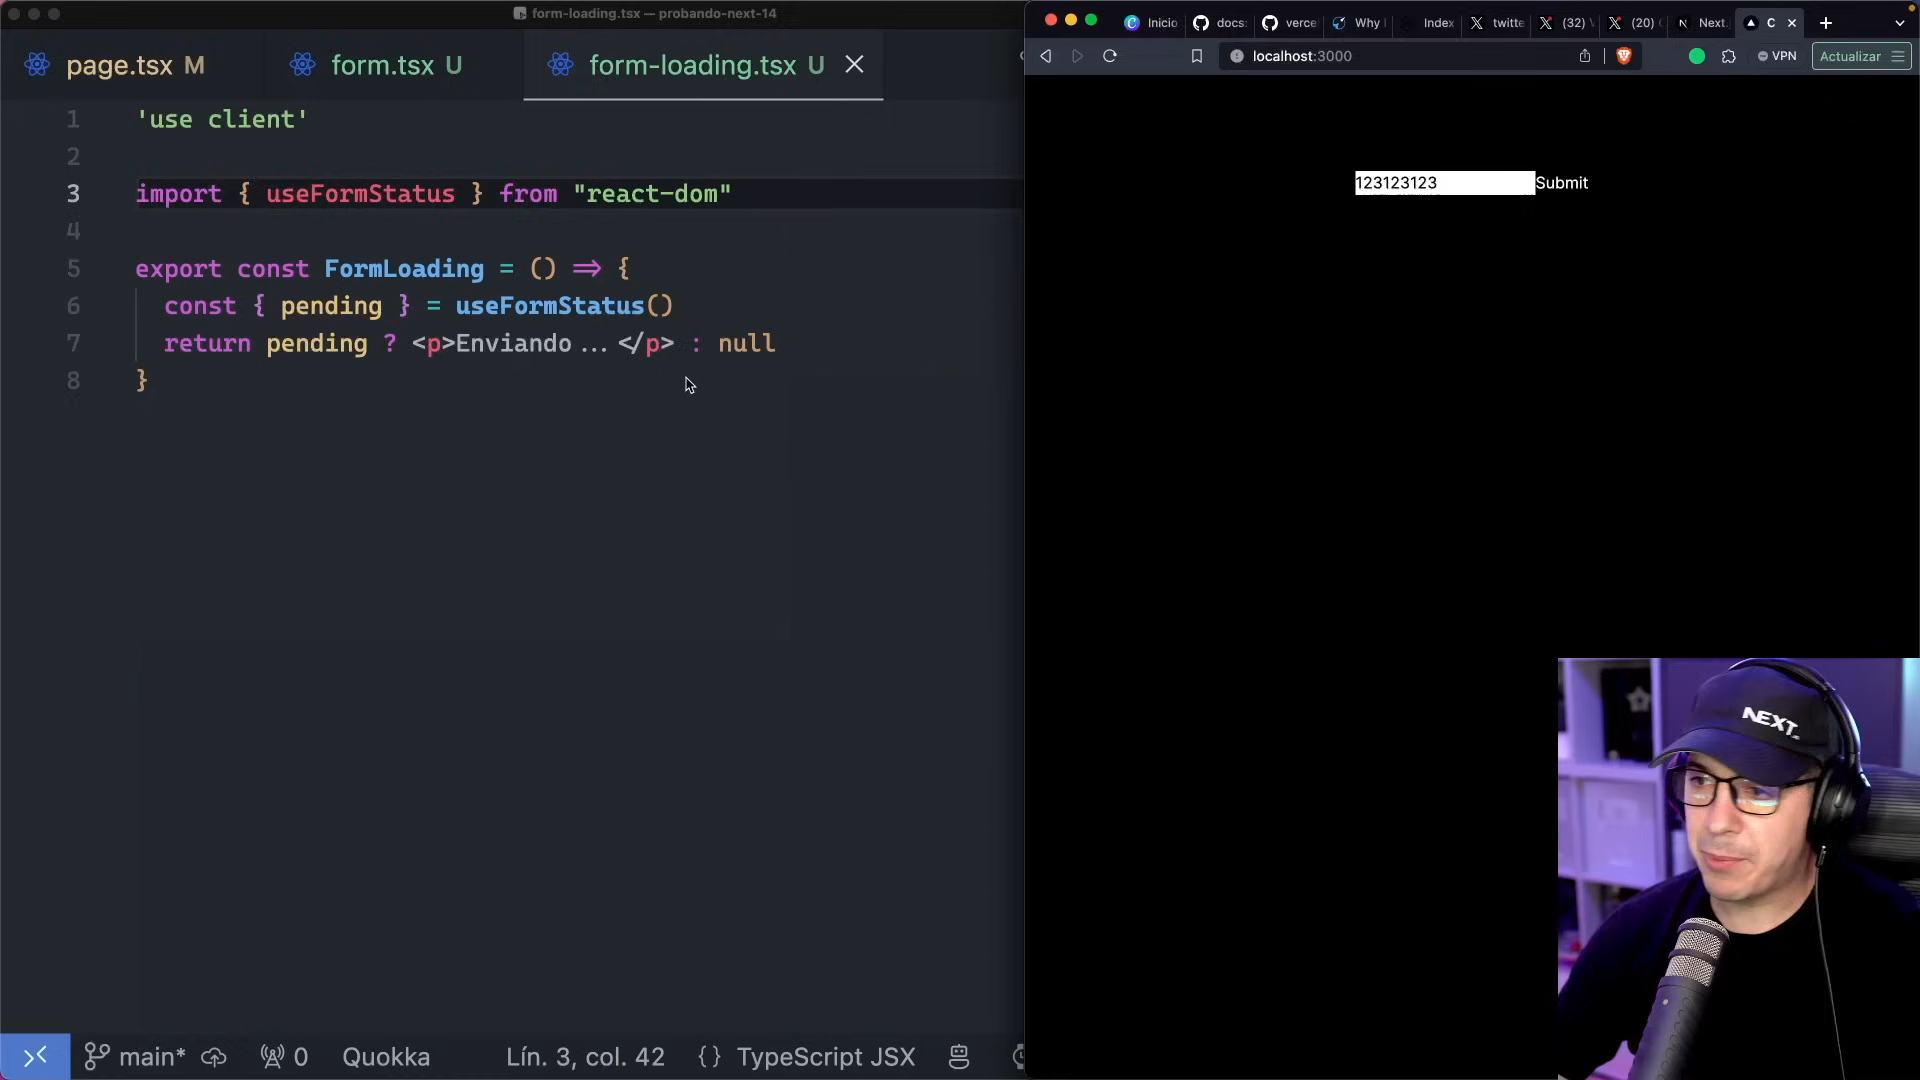 form-loading.tsx — probando-next-14
page.tsx M
form.tsx U
form-loading.tsx U
1 'use client'
2
3 import { useFormStatus } from "react-dom"
4
5 export const FormLoading = () => {
6 const { pending } = useFormStatus()
7 return pending ? <p>Enviando...</p> : null
8 }
main* 0 Quokka Lín. 3, col. 42 {} TypeScript JSX
Inicio docs: verce Why Index twitte (32) (20) Next. C
localhost:3000 VPN Actualizar
123123123 Submit
NEXT.